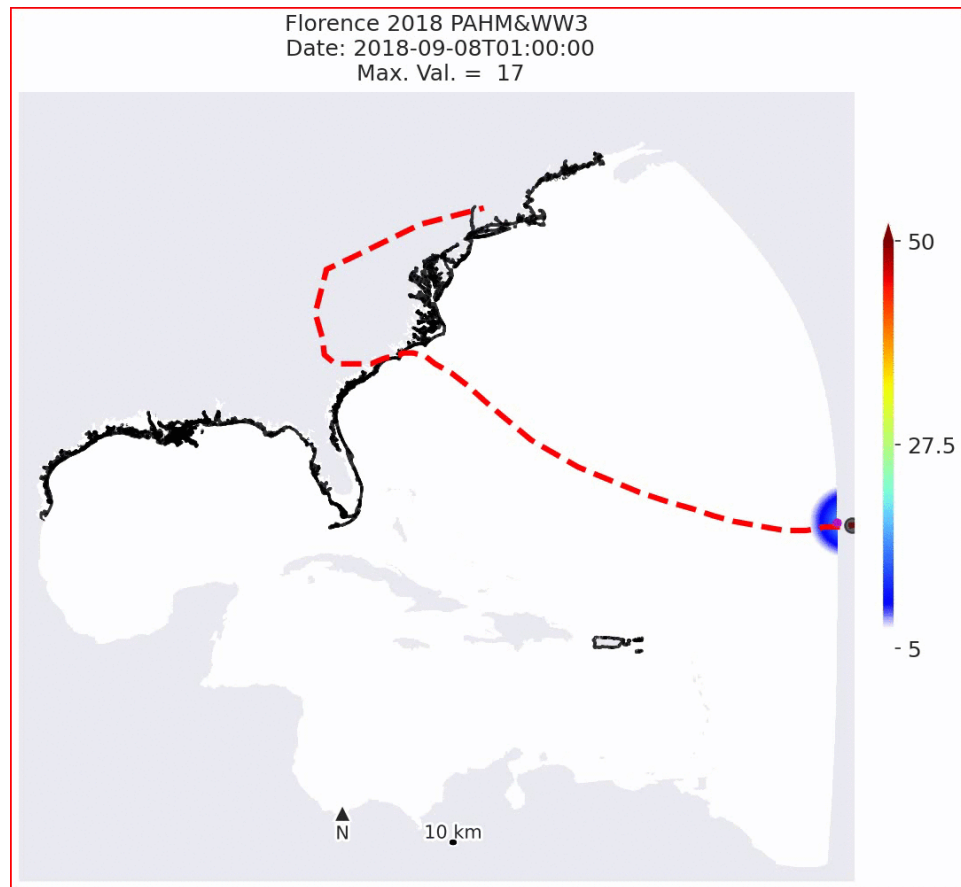 Florence 2018 PAHM&WW3
Date: 2018-09-08T01:00:00
Max. Val. =  17
50
27.5
5
N
10 km